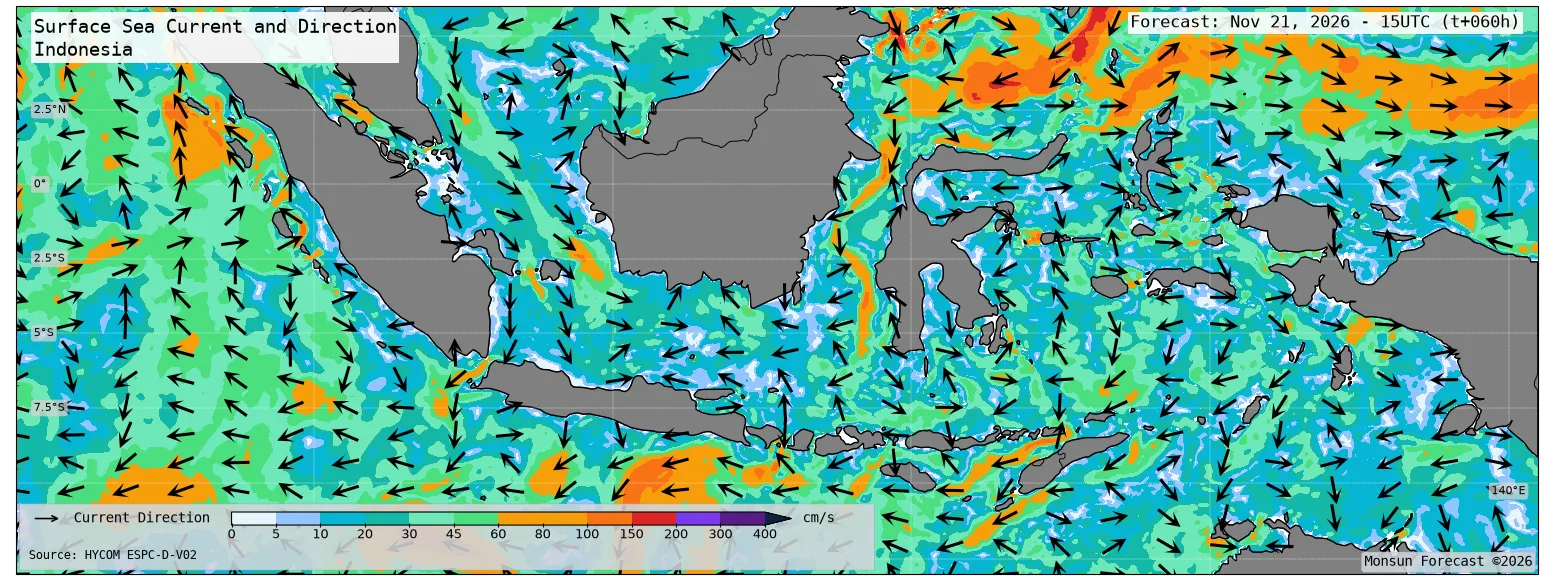 Surface Sea Current and Direction
Indonesia
Forecast: Nov 21, 2026 - 15UTC (t+060h)
2.5°N
0°
2.5°S
5°S
7.5°S
140°E
Current Direction
0 5 10 20 30 45 60 80 100 150 200 300 400 cm/s
Source: HYCOM ESPC-D-V02
Monsun Forecast ©2026